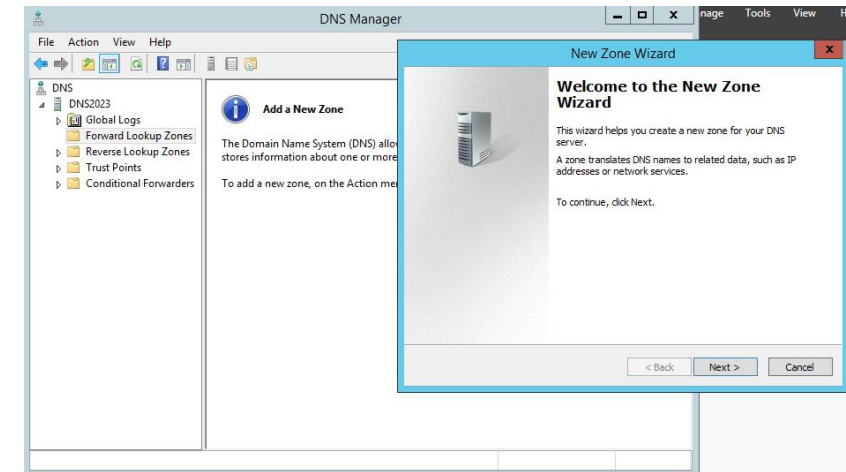 DNS Manager
nage Tools View H
File Action View Help
New Zone Wizard
x
DNS
DNS2023
Global Logs
Forward Lookup Zones
Reverse Lookup Zones
Trust Points
Conditional Forwarders
Add a New Zone
The Domain Name System (DNS) allo
stores information about one or more
To add a new zone, on the Action me
Welcome to the New Zone
Wizard
This wizard helps you create a new zone for your DNS
server.
A zone translates DNS names to related data, such as IP
addresses or network services.
To continue, click Next.
< Back Next > Cancel